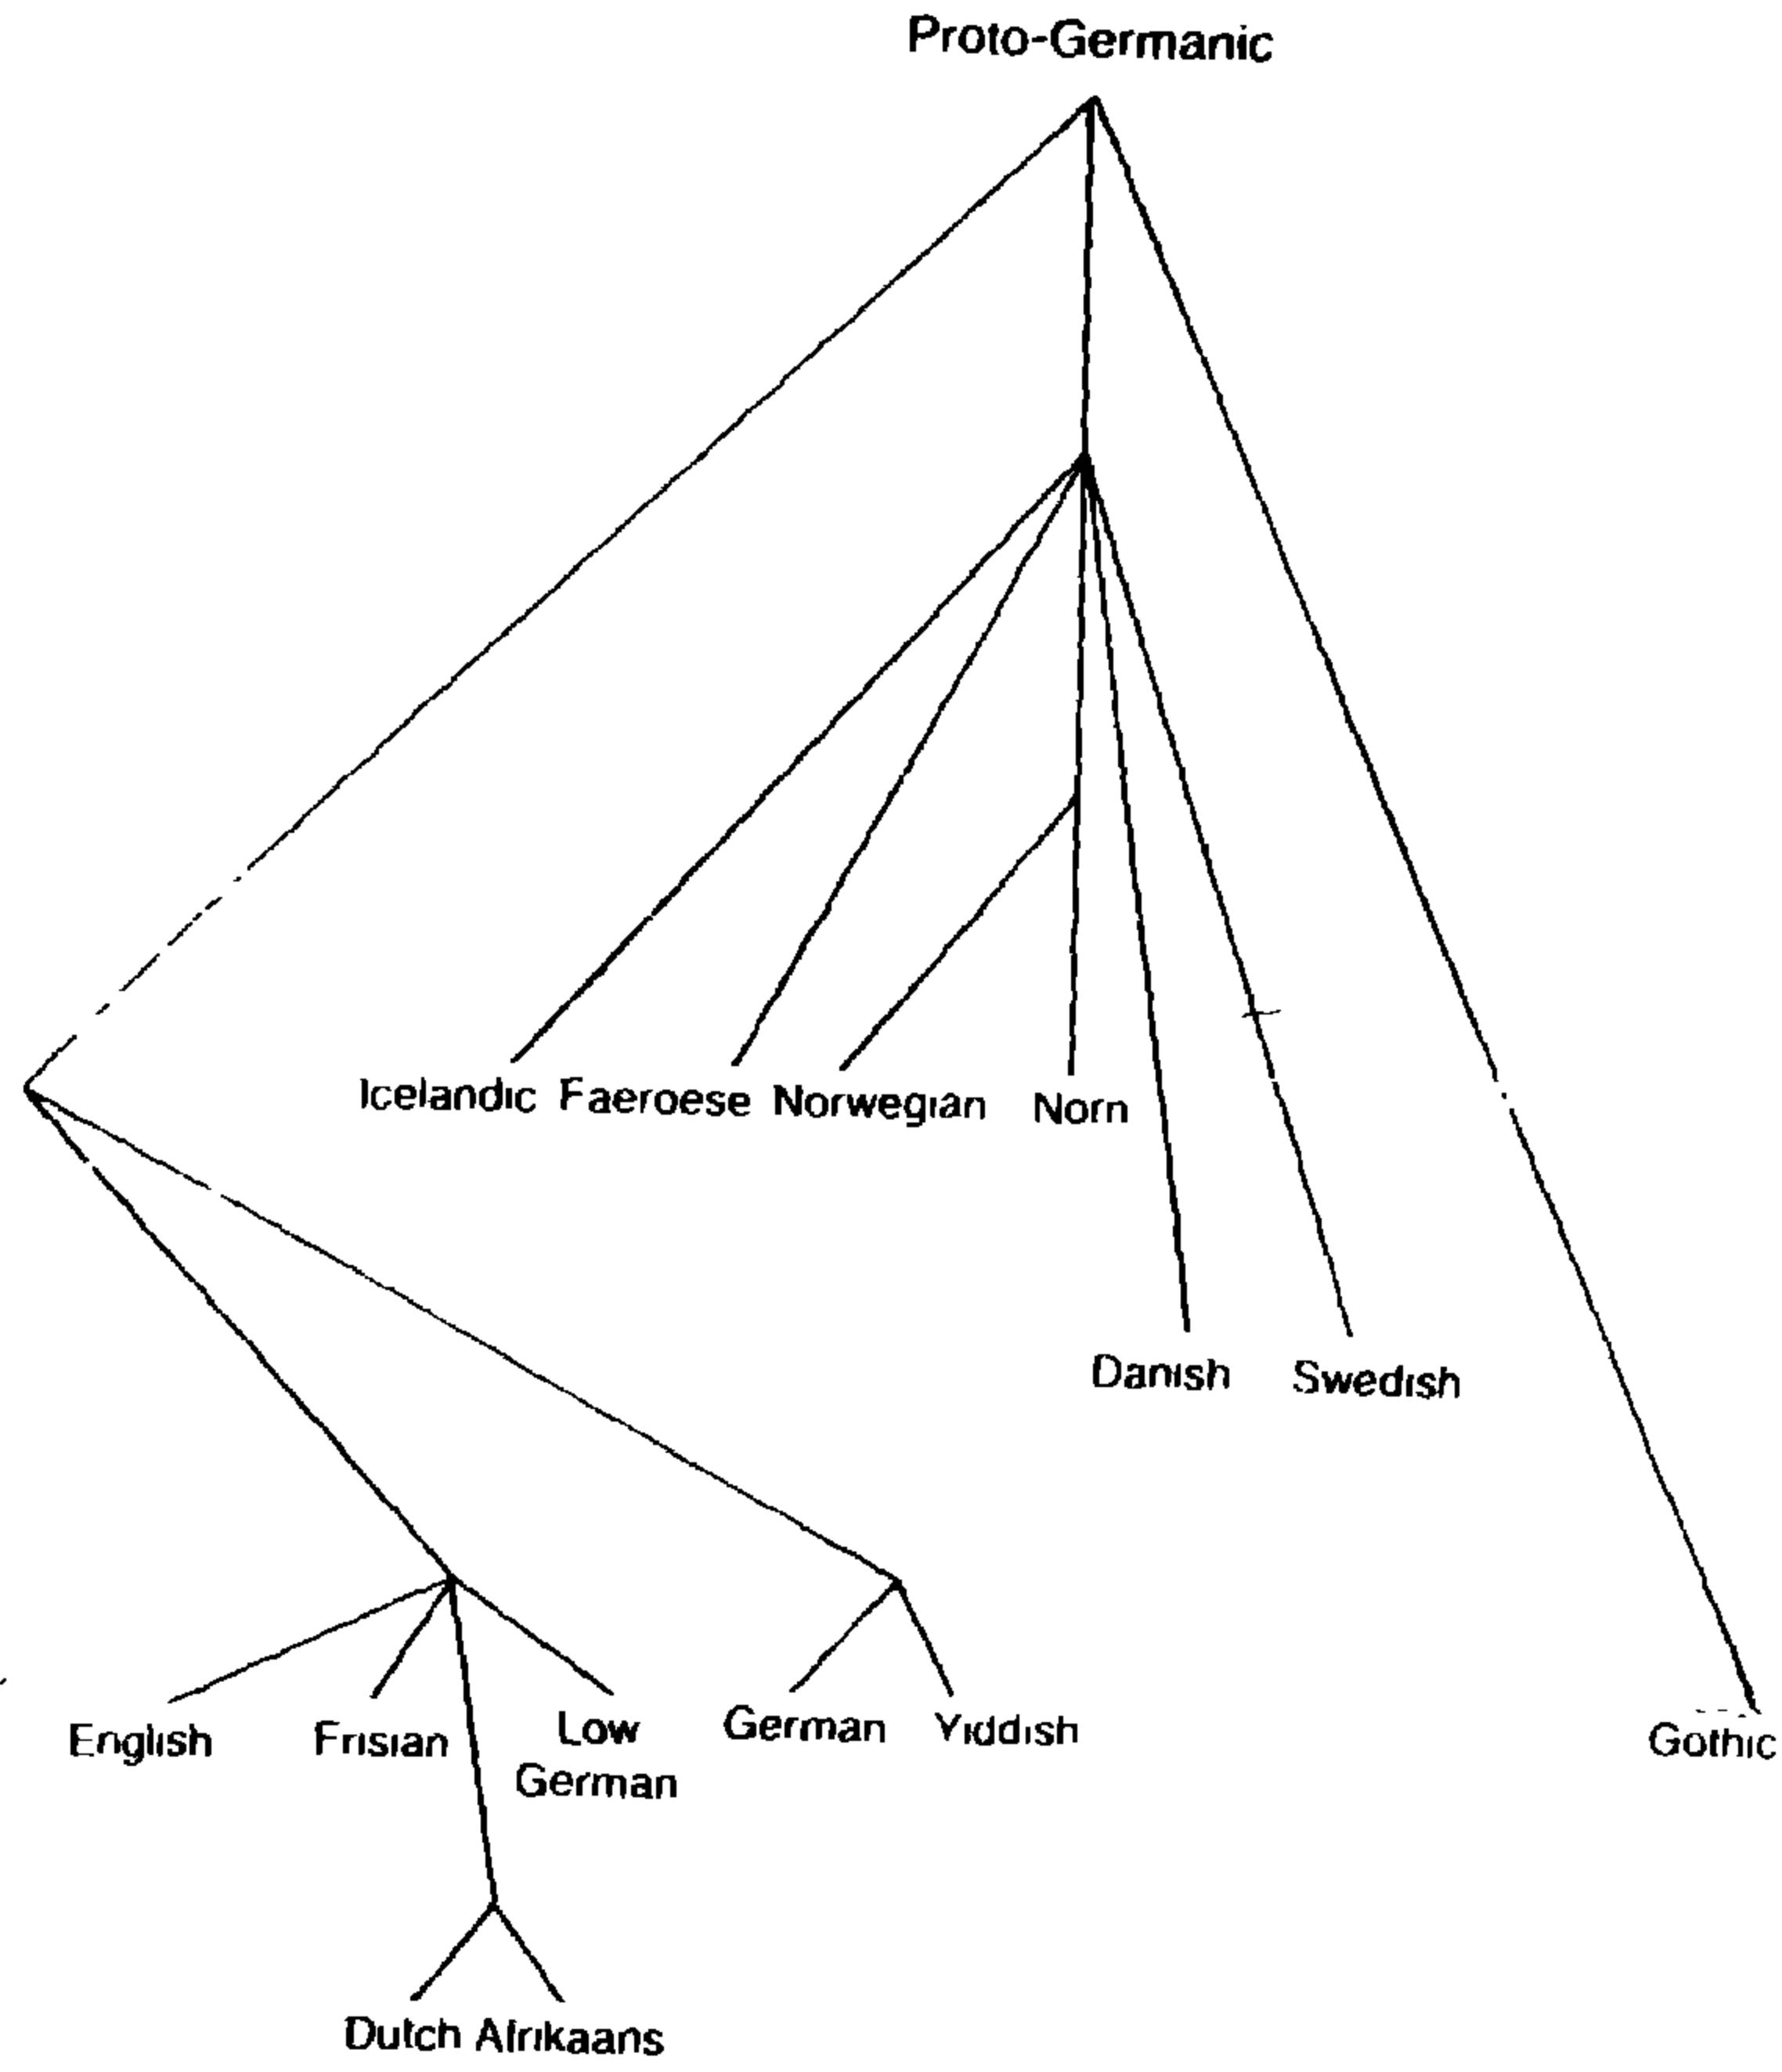 Proto-Germanic
Icelandic Faeroese Norwegian Norn
Danish Swedish
English Frisian Low German German Yiddish Gothic
Dutch Afrikaans